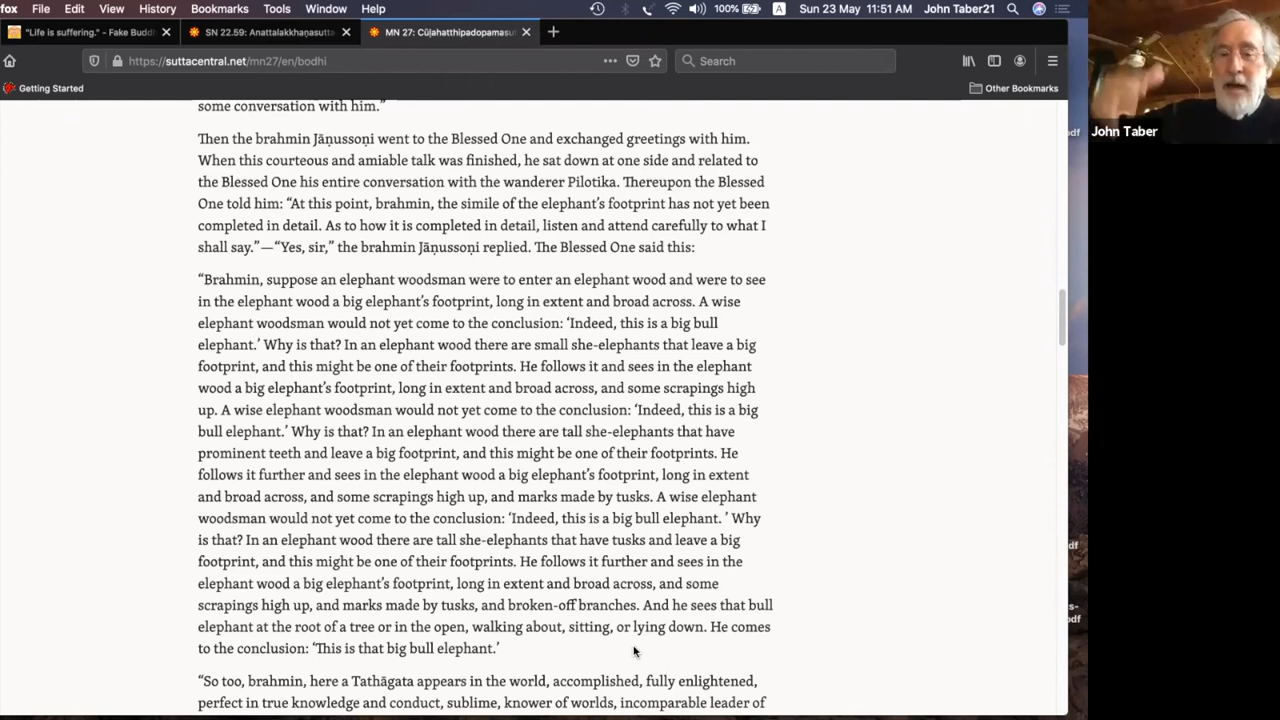 fox File Edit View History Bookmarks Tools Window Help 100% A Sun 23 May 11:51 AM John Taber21
"Life is suffering." - Fake Buddh SN 22.59: Anattalakkhaṇasutta MN 27: Cūḷahatthipadopamasu
https://suttacentral.net/mn27/en/bodhi Search
Getting Started Other Bookmarks
some conversation with him.”
Then the brahmin Jāṇussoṇi went to the Blessed One and exchanged greetings with him.
When this courteous and amiable talk was finished, he sat down at one side and related to
the Blessed One his entire conversation with the wanderer Pilotika. Thereupon the Blessed
One told him: “At this point, brahmin, the simile of the elephant’s footprint has not yet been
completed in detail. As to how it is completed in detail, listen and attend carefully to what I
shall say.”—“Yes, sir,” the brahmin Jāṇussoṇi replied. The Blessed One said this:
“Brahmin, suppose an elephant woodsman were to enter an elephant wood and were to see
in the elephant wood a big elephant’s footprint, long in extent and broad across. A wise
elephant woodsman would not yet come to the conclusion: ‘Indeed, this is a big bull
elephant.’ Why is that? In an elephant wood there are small she-elephants that leave a big
footprint, and this might be one of their footprints. He follows it and sees in the elephant
wood a big elephant’s footprint, long in extent and broad across, and some scrapings high
up. A wise elephant woodsman would not yet come to the conclusion: ‘Indeed, this is a big
bull elephant.’ Why is that? In an elephant wood there are tall she-elephants that have
prominent teeth and leave a big footprint, and this might be one of their footprints. He
follows it further and sees in the elephant wood a big elephant’s footprint, long in extent
and broad across, and some scrapings high up, and marks made by tusks. A wise elephant
woodsman would not yet come to the conclusion: ‘Indeed, this is a big bull elephant. ’ Why
is that? In an elephant wood there are tall she-elephants that have tusks and leave a big
footprint, and this might be one of their footprints. He follows it further and sees in the
elephant wood a big elephant’s footprint, long in extent and broad across, and some
scrapings high up, and marks made by tusks, and broken-off branches. And he sees that bull
elephant at the root of a tree or in the open, walking about, sitting, or lying down. He comes
to the conclusion: ‘This is that big bull elephant.’
“So too, brahmin, here a Tathāgata appears in the world, accomplished, fully enlightened,
perfect in true knowledge and conduct, sublime, knower of worlds, incomparable leader of
John Taber
df
df
s-
df